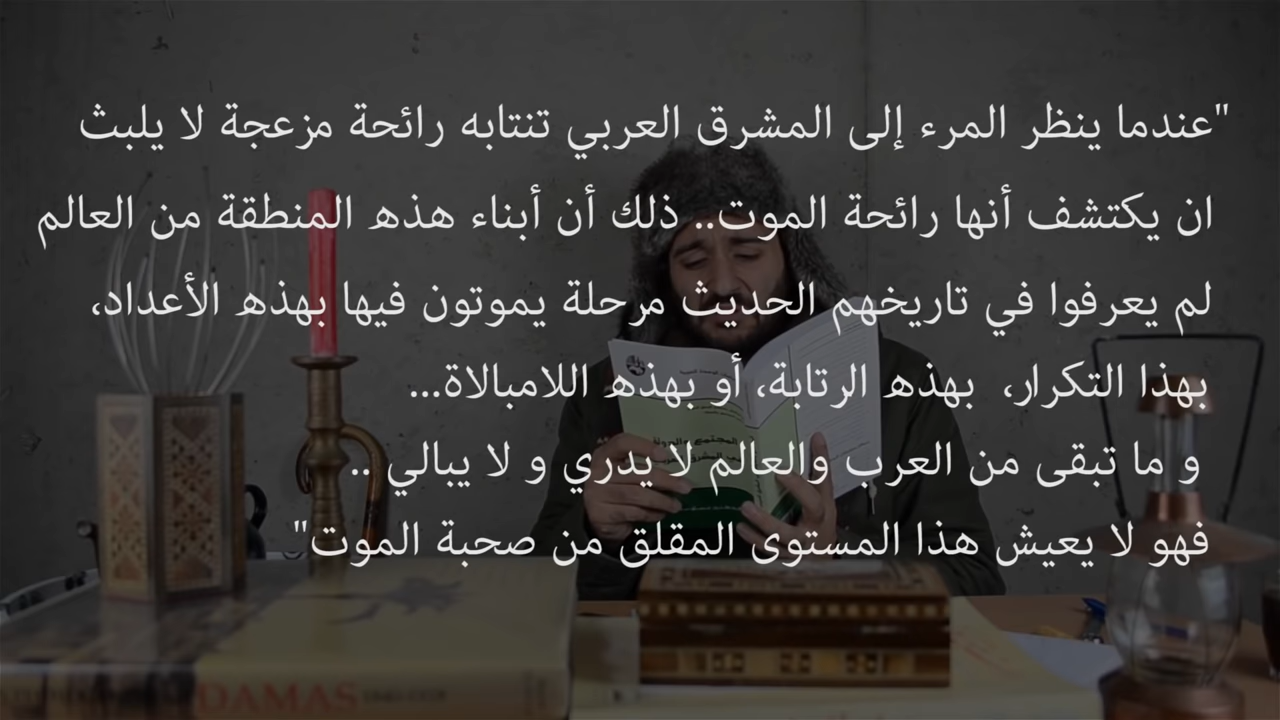 "عندما ينظر المرء إلى المشرق العربي تنتابه رائحة مزعجة لا يلبث
ان يكتشف أنها رائحة الموت.. ذلك أن أبناء هذه المنطقة من العالم
لم يعرفوا في تاريخهم الحديث مرحلة يموتون فيها بهذه الأعداد،
بهذا التكرار، بهذه الرتابة، أو بهذه اللامبالاة...
و ما تبقى من العرب والعالم لا يدري و لا يبالي ..
فهو لا يعيش هذا المستوى المقلق من صحبة الموت"
المجتمع والدولة
DAMAS